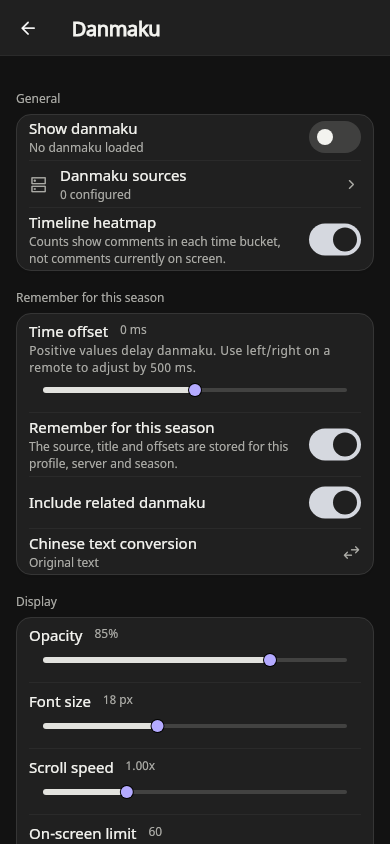 Danmaku
General
Show danmaku
No danmaku loaded
Danmaku sources
0 configured
Timeline heatmap
Counts show comments in each time bucket,
not comments currently on screen.
Remember for this season
Time offset 0 ms
Positive values delay danmaku. Use left/right on a
remote to adjust by 500 ms.
Remember for this season
The source, title and offsets are stored for this
profile, server and season.
Include related danmaku
Chinese text conversion
Original text
Display
Opacity 85%
Font size 18 px
Scroll speed 1.00x
On-screen limit 60